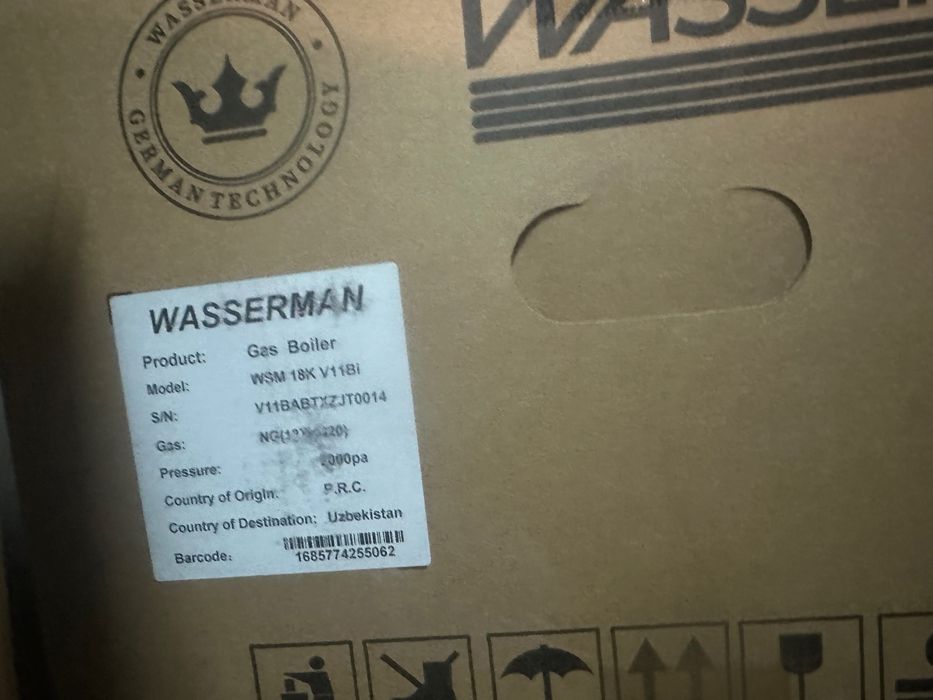 WASSERMAN
GERMAN TECHNOLOGY
WASSERMAN
Product: Gas Boiler
Model: WSM 18K V11Bi
S/N: V11BABTXZJT0014
Gas:
Pressure:
Country of Origin: P.R.C.
Country of Destination: Uzbekistan
Barcode: 1685774255062